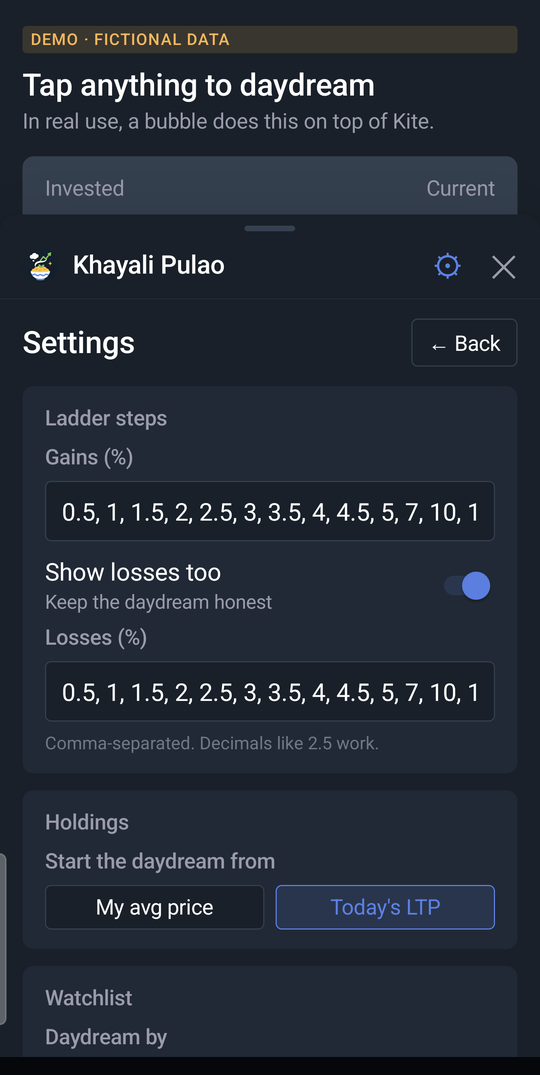 DEMO · FICTIONAL DATA
Tap anything to daydream
In real use, a bubble does this on top of Kite.
Invested Current
Khayali Pulao
Settings
← Back
Ladder steps
Gains (%)
0.5, 1, 1.5, 2, 2.5, 3, 3.5, 4, 4.5, 5, 7, 10, 1
Show losses too
Keep the daydream honest
Losses (%)
0.5, 1, 1.5, 2, 2.5, 3, 3.5, 4, 4.5, 5, 7, 10, 1
Comma-separated. Decimals like 2.5 work.
Holdings
Start the daydream from
My avg price Today's LTP
Watchlist
Daydream by